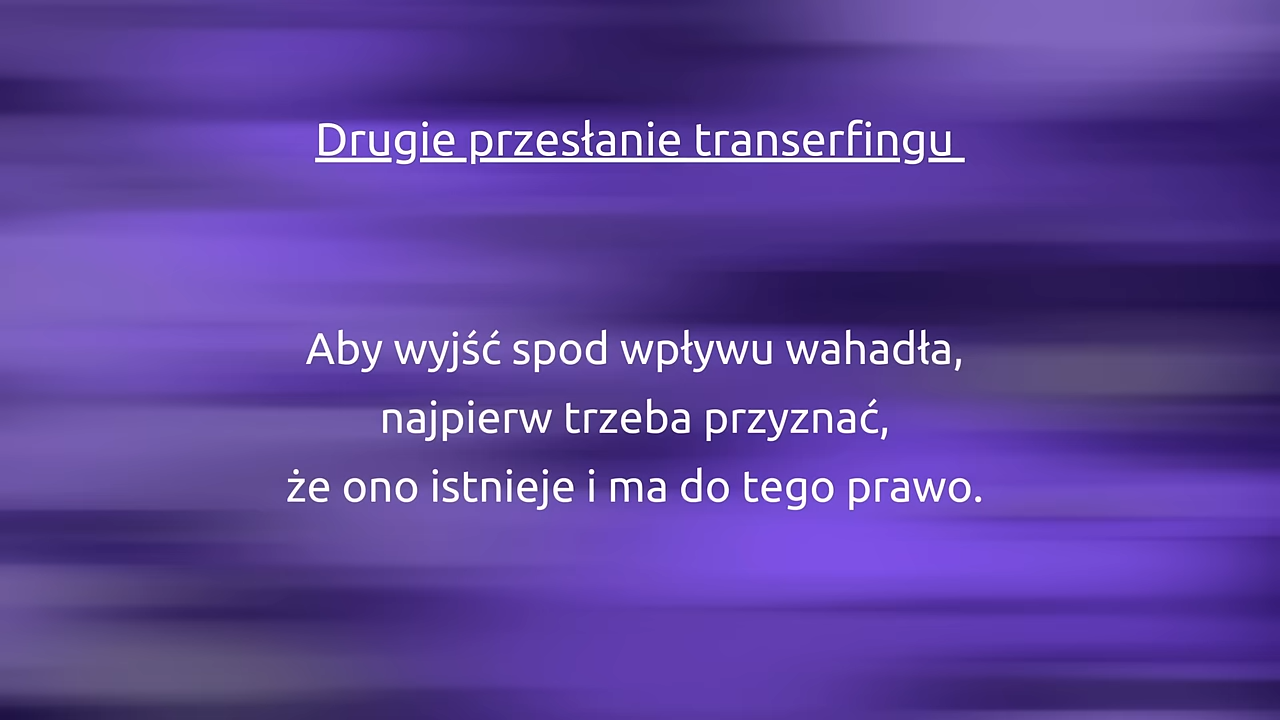 Drugie przesłanie transerfingu
Aby wyjść spod wpływu wahadła,
najpierw trzeba przyznać,
że ono istnieje i ma do tego prawo.